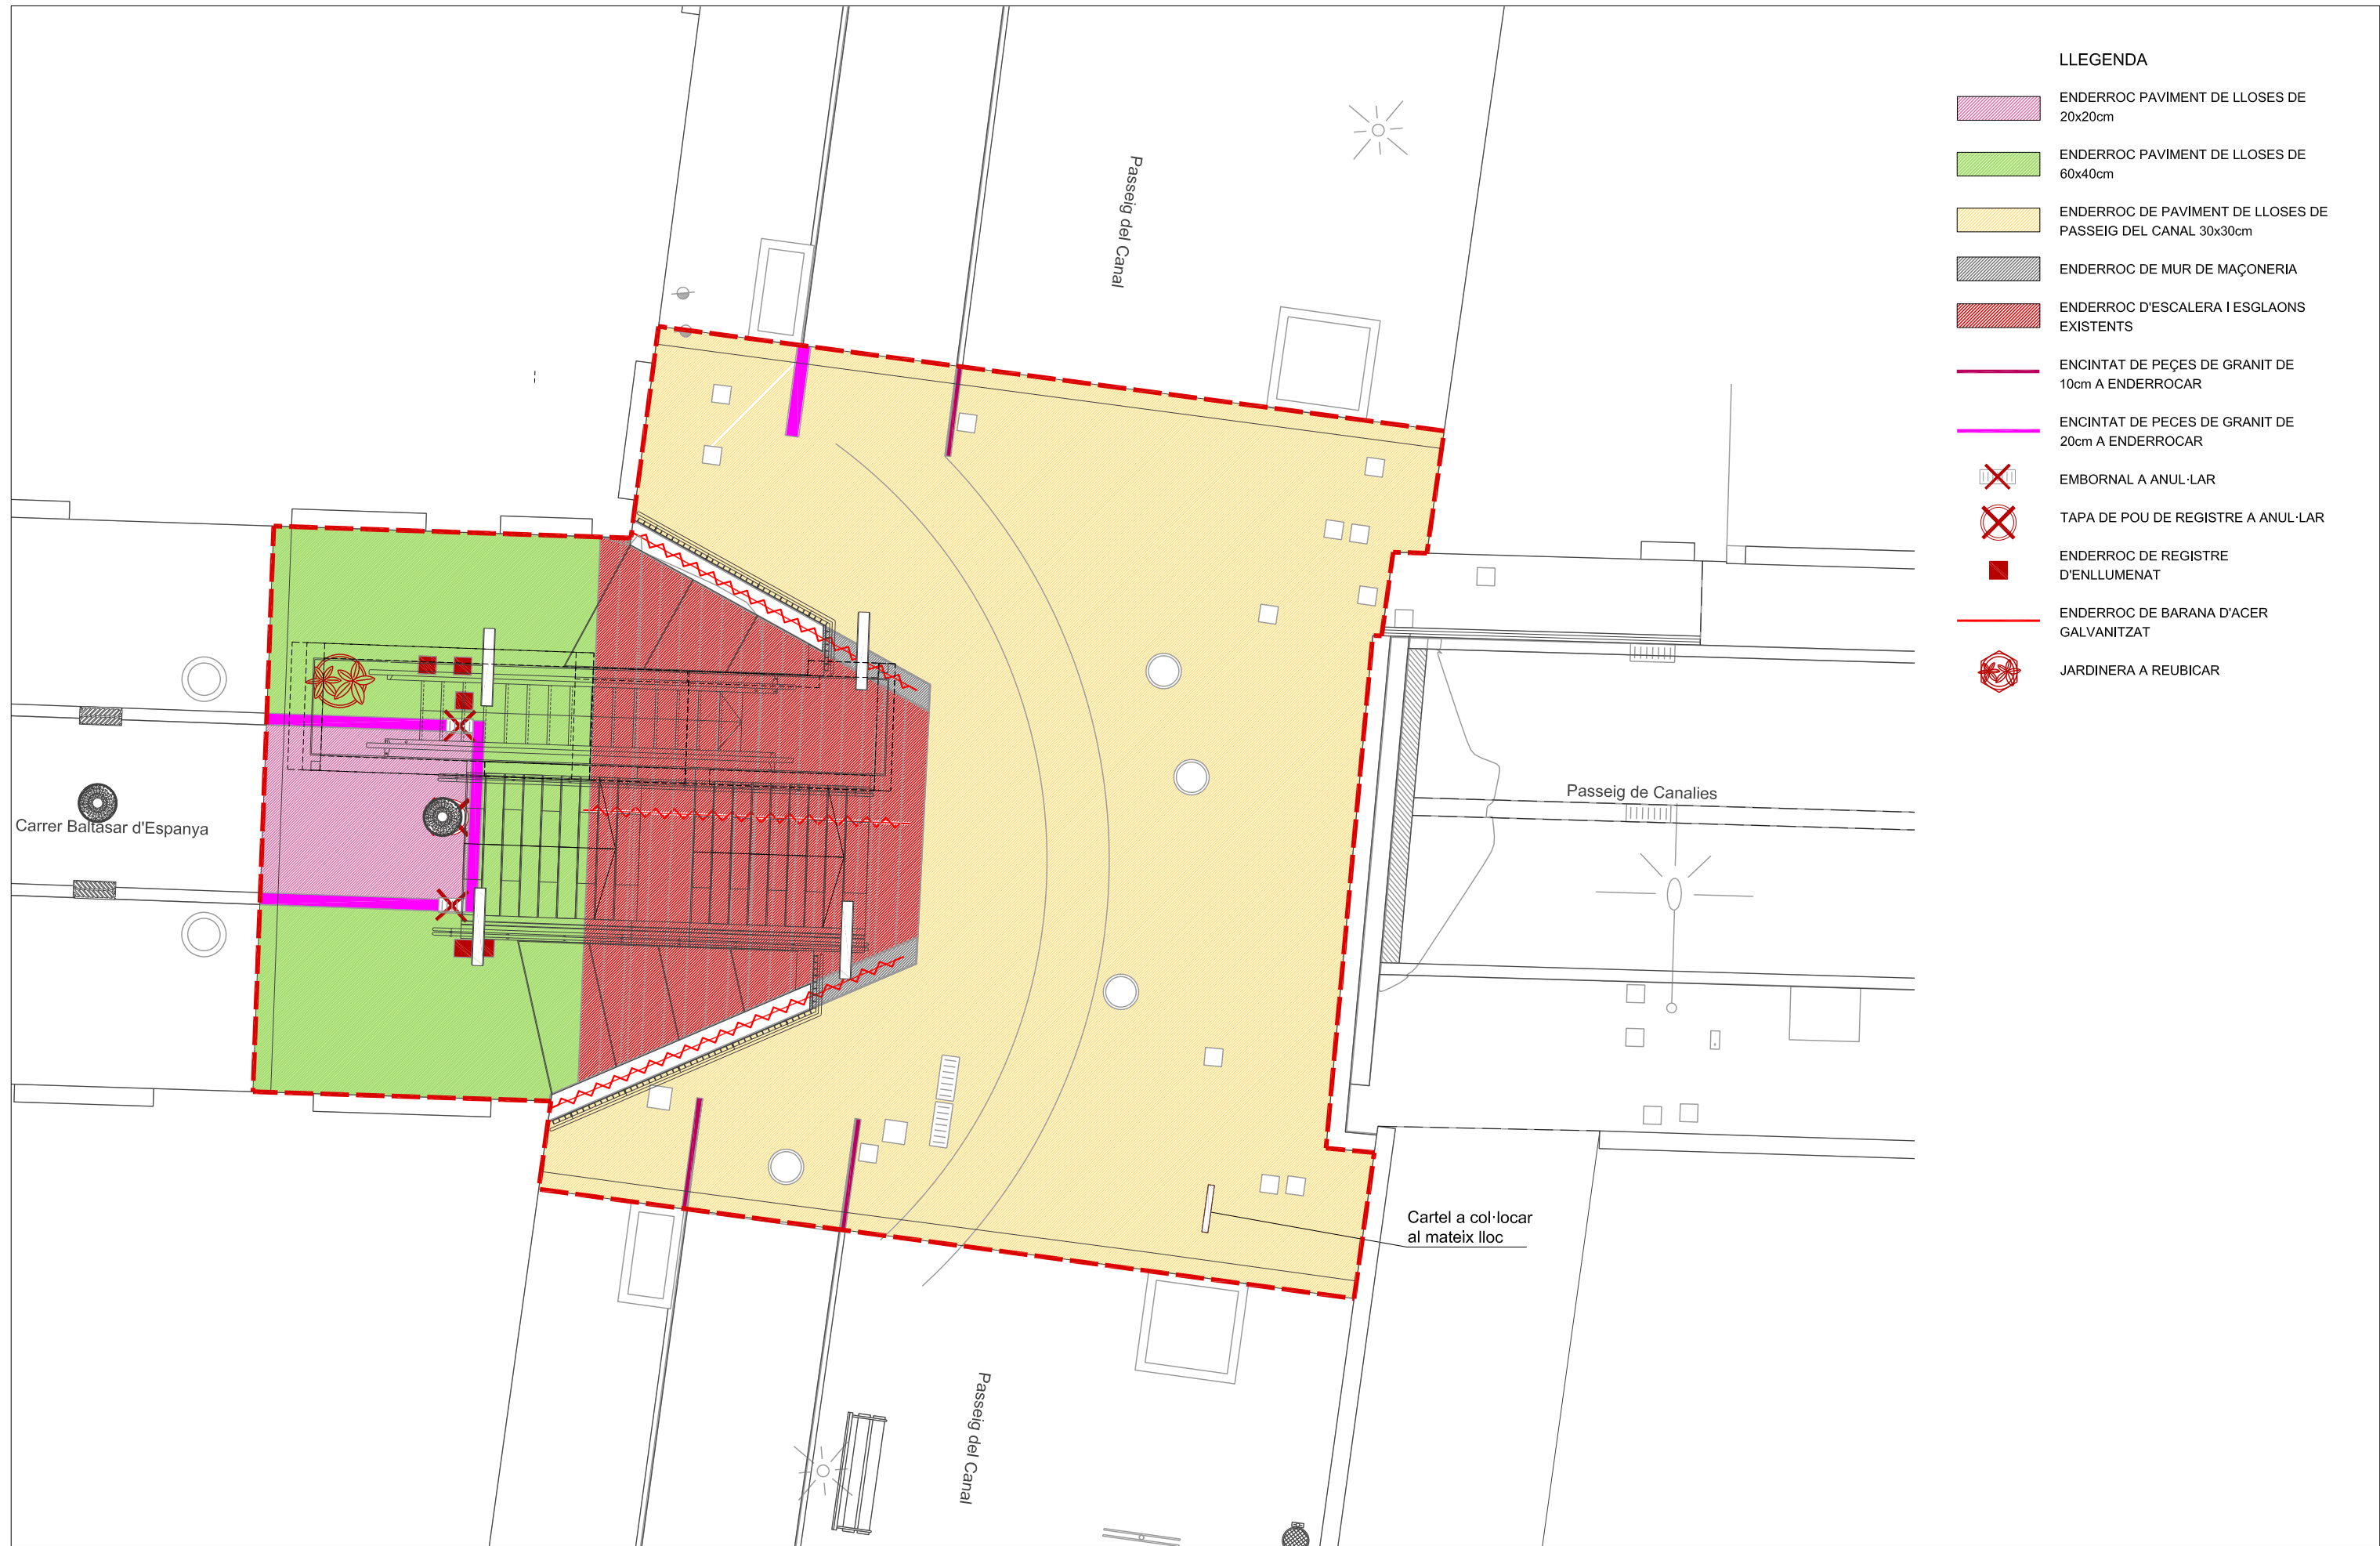 LLEGENDA
ENDERROC PAVIMENT DE LLOSES DE
20x20cm
ENDERROC PAVIMENT DE LLOSES DE
60x40cm
ENDERROC DE PAVIMENT DE LLOSES DE
PASSEIG DEL CANAL 30x30cm
ENDERROC DE MUR DE MAÇONERIA
ENDERROC D'ESCALERA I ESGLAONS
EXISTENTS
ENCINTAT DE PEÇES DE GRANIT DE
10cm A ENDERROCAR
ENCINTAT DE PECES DE GRANIT DE
20cm A ENDERROCAR
EMBORNAL A ANUL·LAR
TAPA DE POU DE REGISTRE A ANUL·LAR
ENDERROC DE REGISTRE
D'ENLLUMENAT
ENDERROC DE BARANA D'ACER
GALVANITZAT
JARDINERA A REUBICAR
Passeig del Canal
Passeig de Canalies
Carrer Baltasar d'Espanya
Cartel a col·locar
al mateix lloc
Passeig del Canal